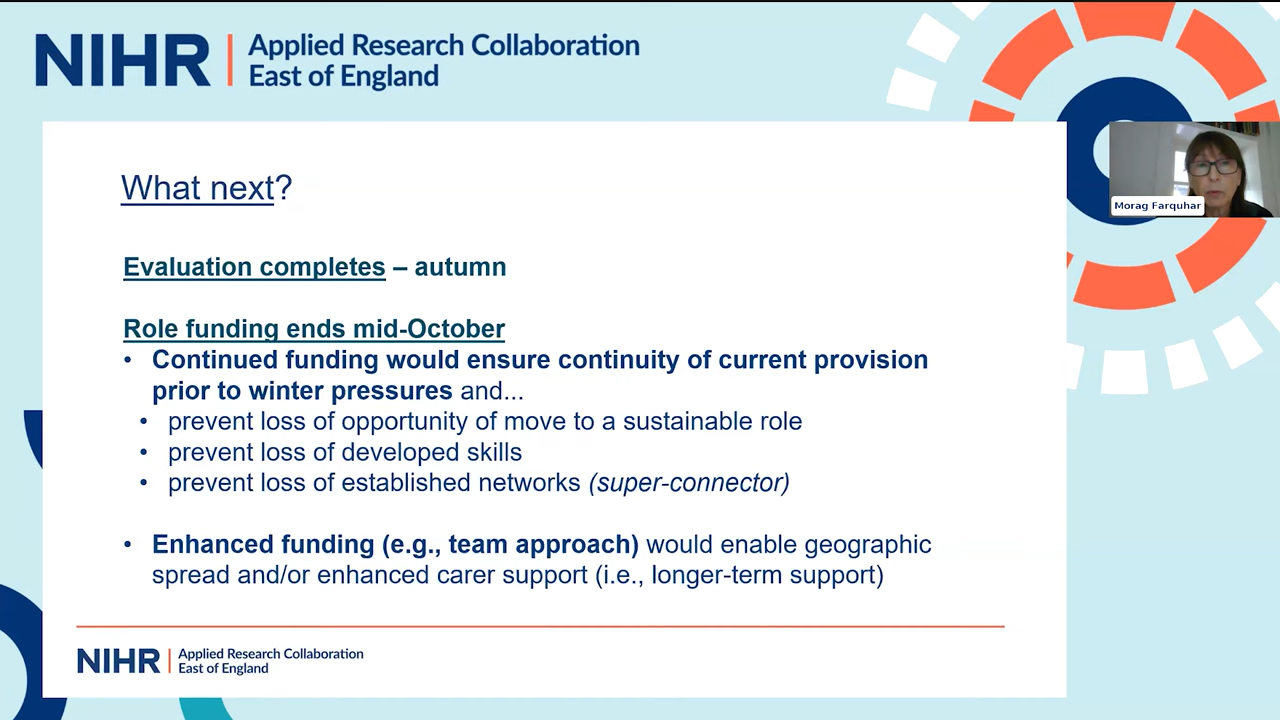 NIHR | Applied Research Collaboration
East of England
What next?
Morag Farquhar
Evaluation completes – autumn
Role funding ends mid-October
• Continued funding would ensure continuity of current provision
prior to winter pressures and...
• prevent loss of opportunity of move to a sustainable role
• prevent loss of developed skills
• prevent loss of established networks (super-connector)
• Enhanced funding (e.g., team approach) would enable geographic
spread and/or enhanced carer support (i.e., longer-term support)
NIHR | Applied Research Collaboration
East of England